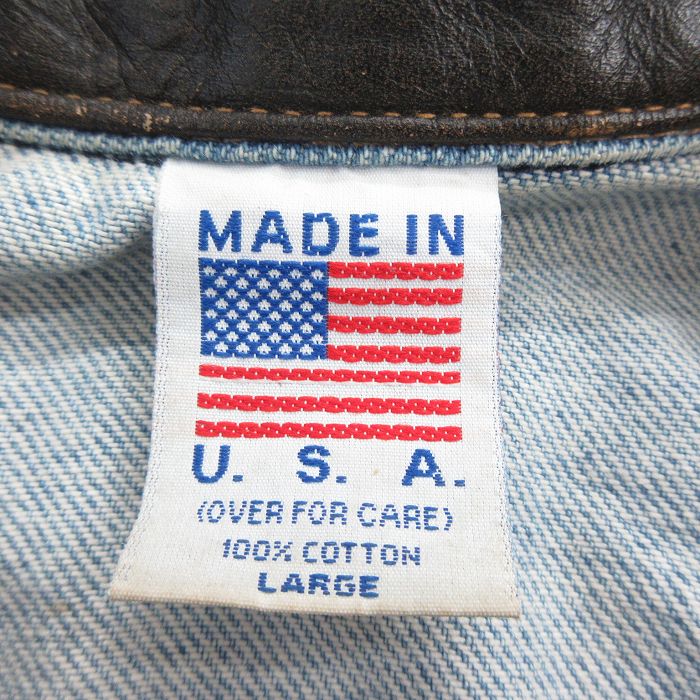 MADE IN
U. S. A.
(OVER FOR CARE)
100% COTTON
LARGE